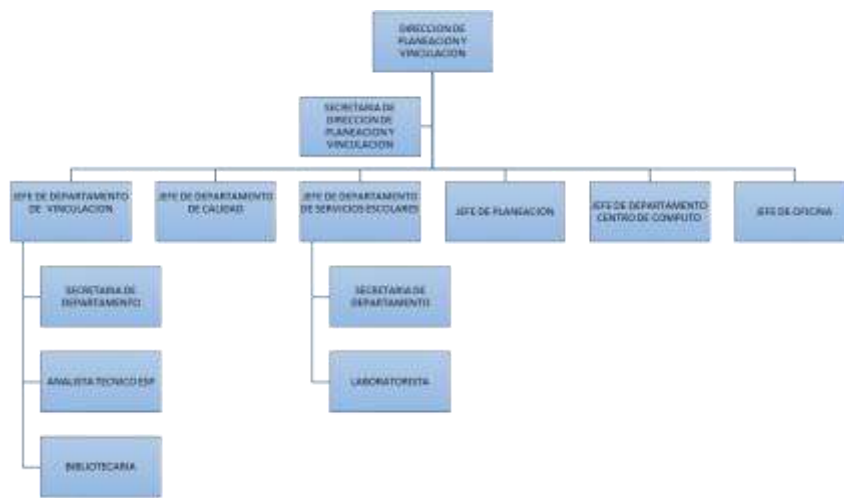 DIRECCION DE
PLANEACION Y
VINCULACION
SECRETARIA DE
DIRECCION DE
PLANEACION Y
VINCULACION
JEFE DE DEPARTAMENTO
DE VINCULACION
JEFE DE DEPARTAMENTO
DE CALIDAD
JEFE DE DEPARTAMENTO
DE SERVICIOS ESCOLARES
JEFE DE PLANEACION
JEFE DE DEPARTAMENTO
CENTRO DE COMPUTO
JEFE DE OFICINA
SECRETARIA DE
DEPARTAMENTO
SECRETARIA DE
DEPARTAMENTO
ANALISTA TECNICO ESP
LABORATORISTA
BIBLIOTECARIA